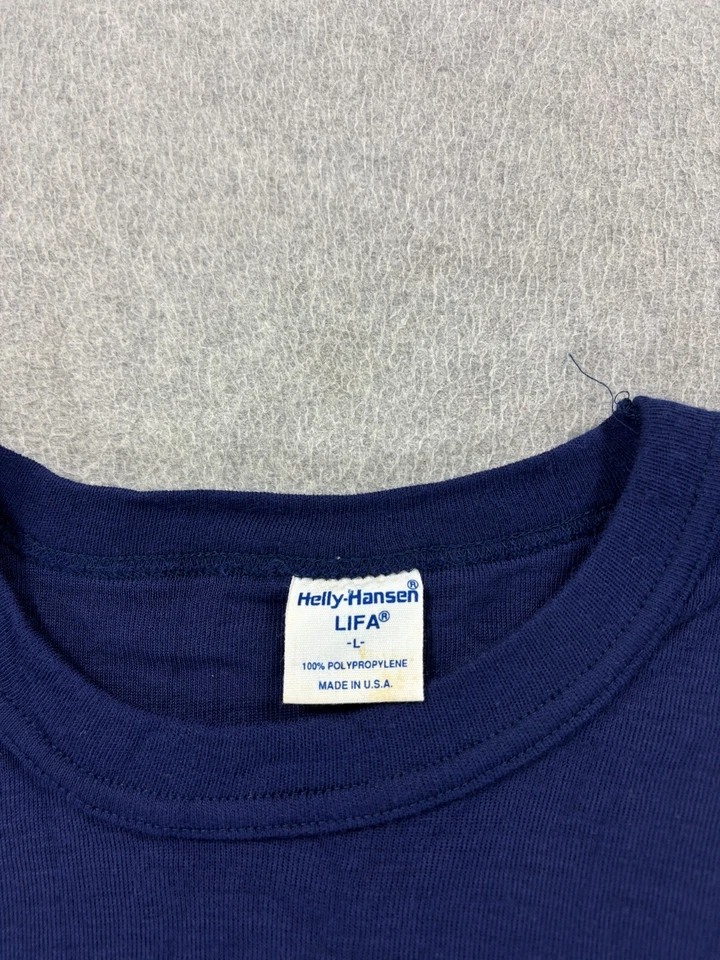 Helly-Hansen®
LIFA®
-L-
100% POLYPROPYLENE
MADE IN U.S.A.